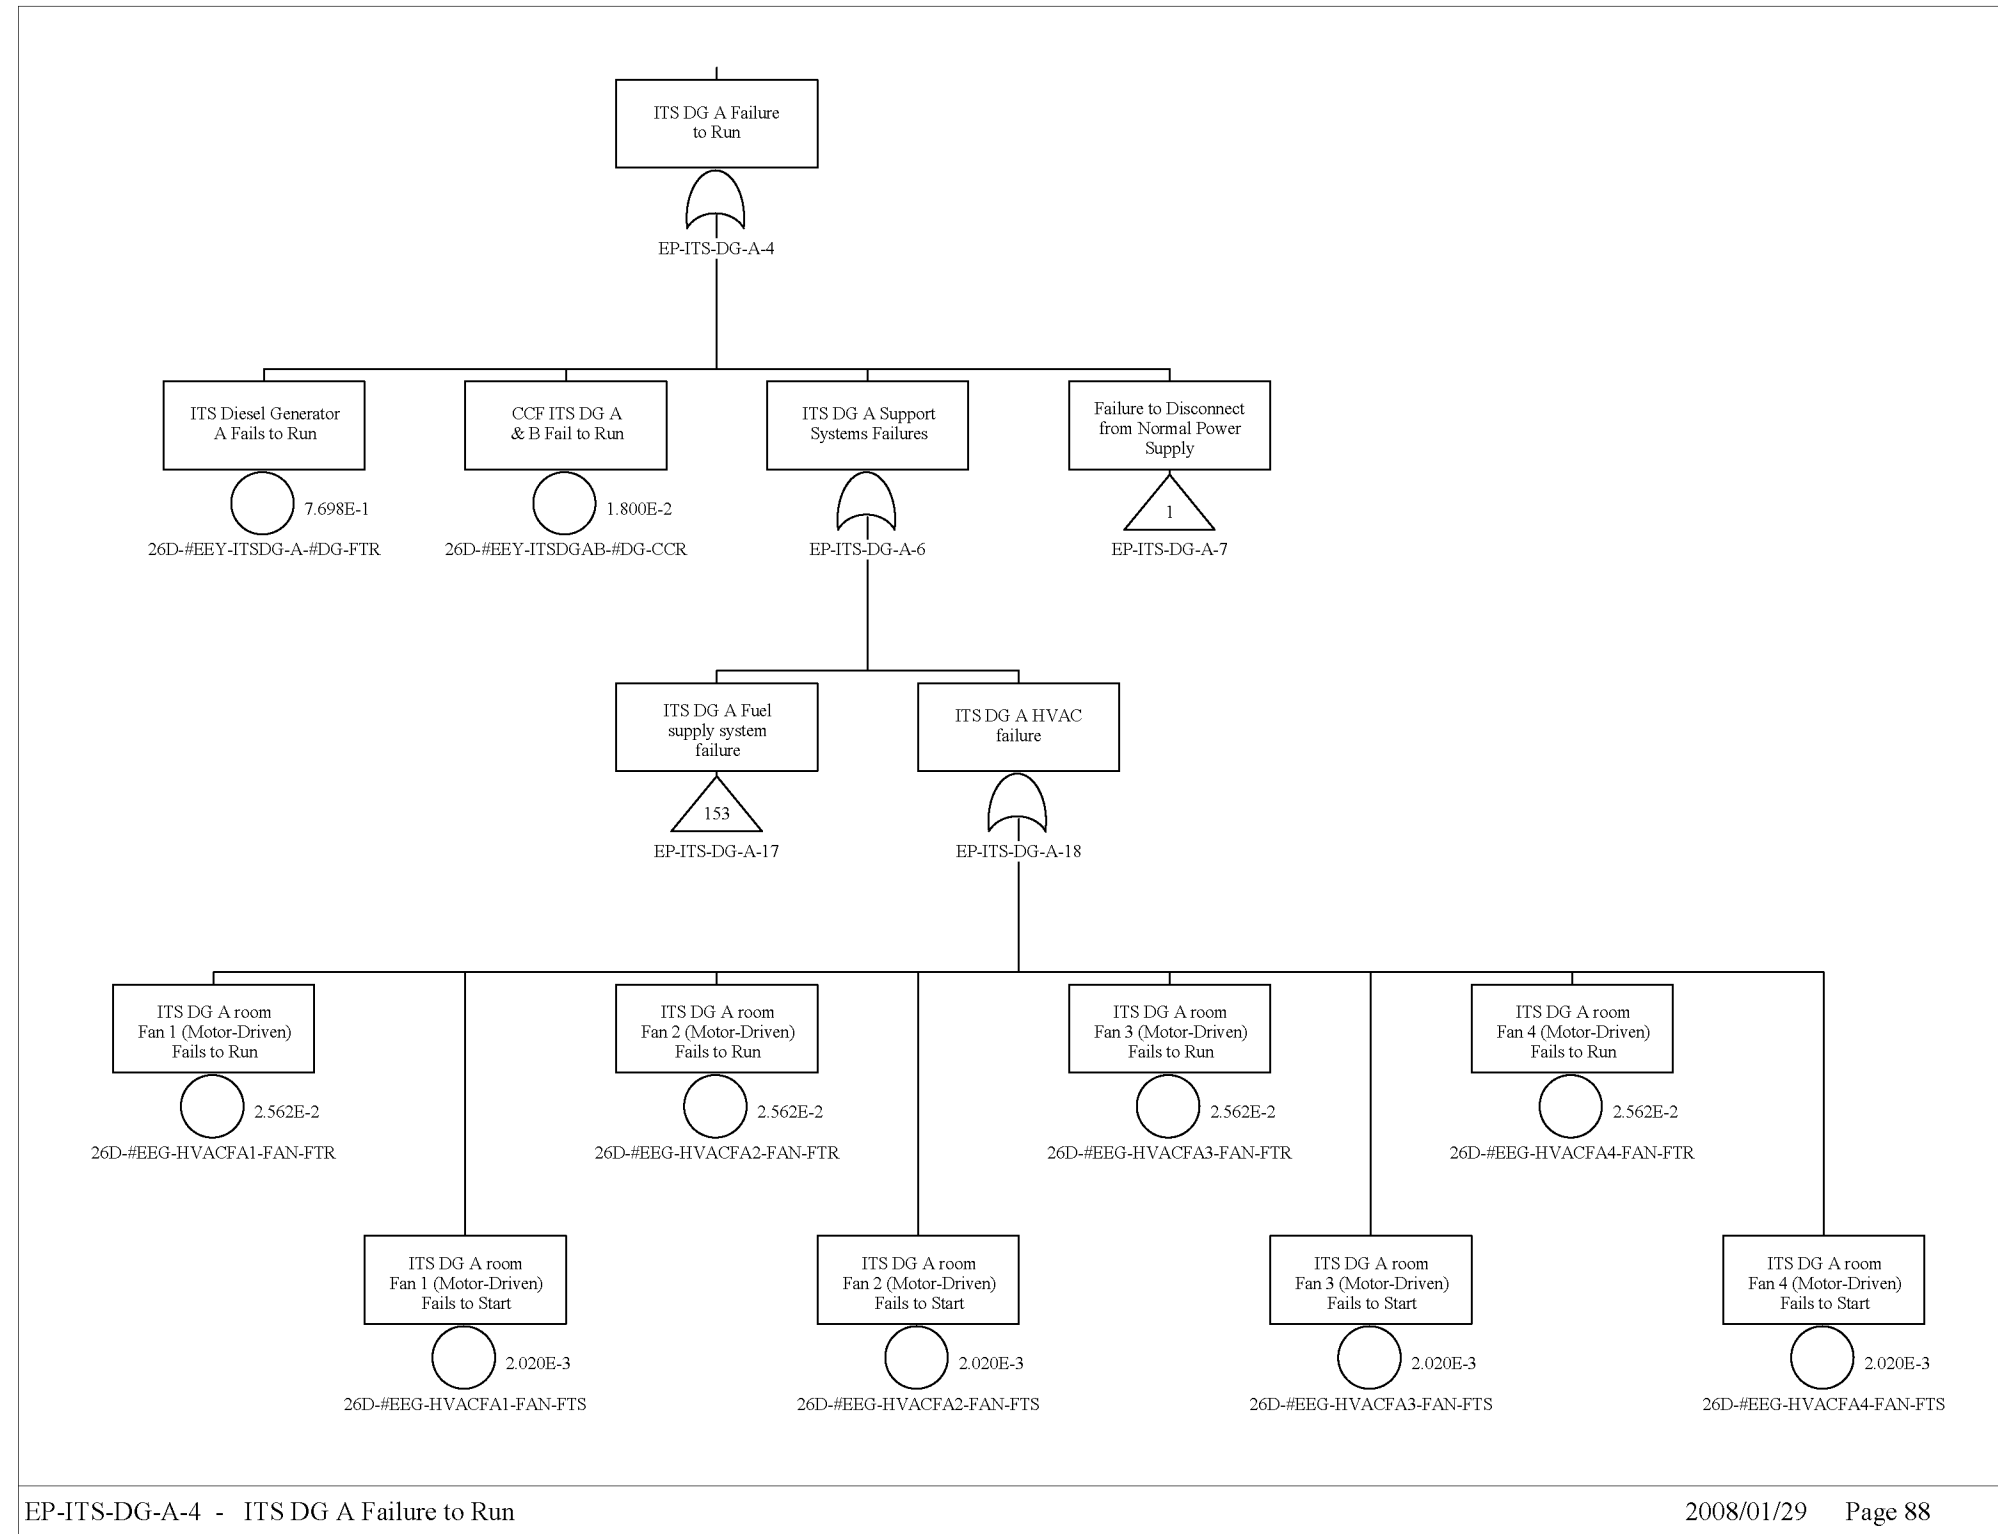 ITS DG A Failure
to Run
EP-ITS-DG-A-4
ITS Diesel Generator
A Fails to Run
7.698E-1
26D-#EEY-ITSDG-A-#DG-FTR
CCF ITS DG A
& B Fail to Run
1.800E-2
26D-#EEY-ITSDGAB-#DG-CCR
ITS DG A Support
Systems Failures
EP-ITS-DG-A-6
Failure to Disconnect
from Normal Power
Supply
1
EP-ITS-DG-A-7
ITS DG A Fuel
supply system
failure
153
EP-ITS-DG-A-17
ITS DG A HVAC
failure
EP-ITS-DG-A-18
ITS DG A room
Fan 1 (Motor-Driven)
Fails to Run
2.562E-2
26D-#EEG-HVACFA1-FAN-FTR
ITS DG A room
Fan 2 (Motor-Driven)
Fails to Run
2.562E-2
26D-#EEG-HVACFA2-FAN-FTR
ITS DG A room
Fan 3 (Motor-Driven)
Fails to Run
2.562E-2
26D-#EEG-HVACFA3-FAN-FTR
ITS DG A room
Fan 4 (Motor-Driven)
Fails to Run
2.562E-2
26D-#EEG-HVACFA4-FAN-FTR
ITS DG A room
Fan 1 (Motor-Driven)
Fails to Start
2.020E-3
26D-#EEG-HVACFA1-FAN-FTS
ITS DG A room
Fan 2 (Motor-Driven)
Fails to Start
2.020E-3
26D-#EEG-HVACFA2-FAN-FTS
ITS DG A room
Fan 3 (Motor-Driven)
Fails to Start
2.020E-3
26D-#EEG-HVACFA3-FAN-FTS
ITS DG A room
Fan 4 (Motor-Driven)
Fails to Start
2.020E-3
26D-#EEG-HVACFA4-FAN-FTS
EP-ITS-DG-A-4 - ITS DG A Failure to Run
2008/01/29 Page 88